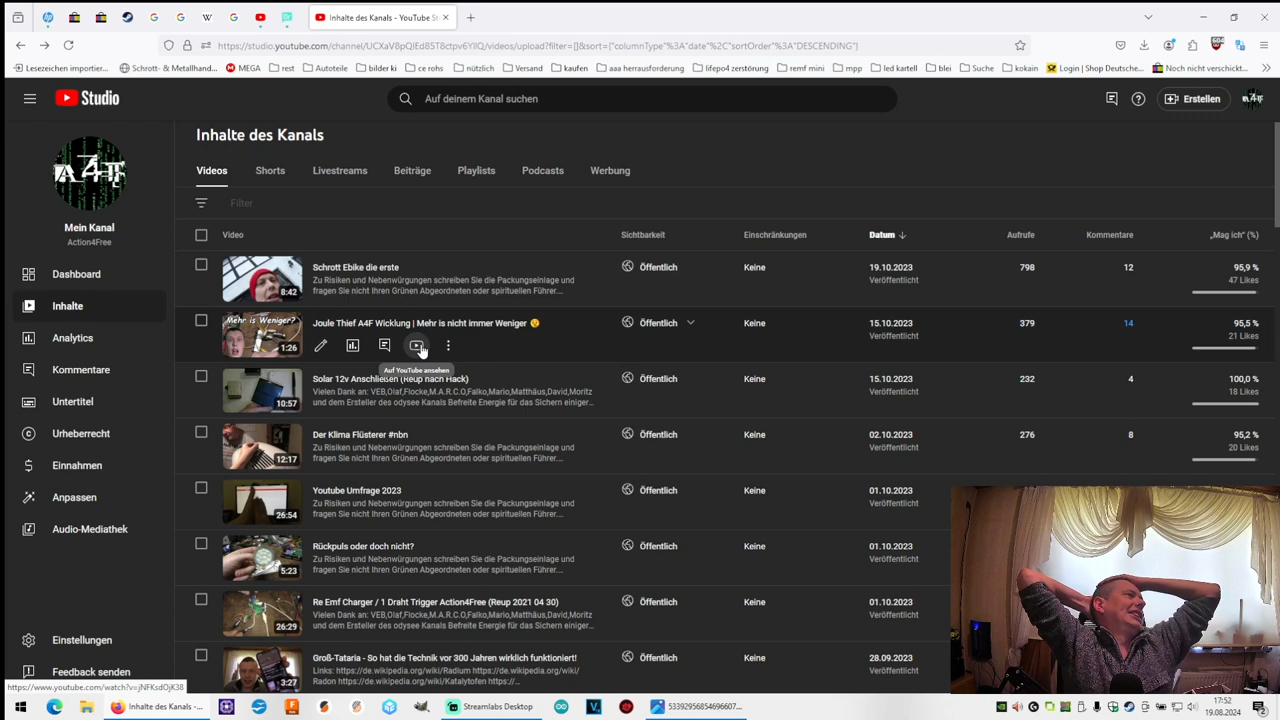 Inhalte des Kanals - YouTube S
https://studio.youtube.com/channel/UCXaV8pQIEd85T8ctpv6YlIQ/videos/upload?filter=[]&sort={"columnType"%3A"date"%2C"sortOrder"%3A"DESCENDING"}
Lesezeichen importier... Schrott- & Metallhand... MEGA rest Autoteile bilder ki ce rohs nützlich Versand kaufen aaa herrausforderung lifepo4 zerstörung remf mini mpp led kartell blei Suche kokain Login | Shop Deutsche... Noch nicht verschickt...
Studio
Auf deinem Kanal suchen
Erstellen
A4F
Mein Kanal
Action4Free
Dashboard
Inhalte
Analytics
Kommentare
Untertitel
Urheberrecht
Einnahmen
Anpassen
Audio-Mediathek
Einstellungen
Feedback senden
Inhalte des Kanals
Videos Shorts Livestreams Beiträge Playlists Podcasts Werbung
Filter
Video Sichtbarkeit Einschränkungen Datum Aufrufe Kommentare „Mag ich“ (%)
8:42 Schrott Ebike die erste Öffentlich Keine 19.10.2023 798 12 95,9 %
Zu Risiken und Nebenwürgungen schreiben Sie die Packungseinlage und Veröffentlicht 47 Likes
fragen Sie nicht Ihren Grünen Abgeordneten oder spirituellen Führer...
Mehr is Weniger? 1:26 Joule Thief A4F Wicklung | Mehr is nicht immer Weniger 😯 Öffentlich Keine 15.10.2023 379 14 95,5 %
Veröffentlicht 21 Likes
Auf YouTube ansehen
10:57 Solar 12v Anschließen (Reup nach Hack) Öffentlich Keine 15.10.2023 232 4 100,0 %
Vielen Dank an: VEB,Olaf,Flocke,M.A.R.C.O,Falko,Mario,Matthäus,David,Moritz Veröffentlicht 18 Likes
und dem Ersteller des odysee Kanals Befreite Energie für das Sichern einiger...
12:17 Der Klima Flüsterer #nbn Öffentlich Keine 02.10.2023 276 8 95,2 %
Zu Risiken und Nebenwürgungen schreiben Sie die Packungseinlage und Veröffentlicht 20 Likes
fragen Sie nicht Ihren Grünen Abgeordneten oder spirituellen Führer...
26:54 Youtube Umfrage 2023 Öffentlich Keine 01.10.2023
Zu Risiken und Nebenwürgungen schreiben Sie die Packungseinlage und Veröffentlicht
fragen Sie nicht Ihren Grünen Abgeordneten oder spirituellen Führer...
5:23 Rückpuls oder doch nicht? Öffentlich Keine 01.10.2023
Zu Risiken und Nebenwürgungen schreiben Sie die Packungseinlage und Veröffentlicht
fragen Sie nicht Ihren Grünen Abgeordneten oder spirituellen Führer...
26:29 Re Emf Charger / 1 Draht Trigger Action4Free (Reup 2021 04 30) Öffentlich Keine 01.10.2023
Vielen Dank an: VEB,Olaf,Flocke,M.A.R.C.O,Falko,Mario,Matthäus,David,Moritz Veröffentlicht
und dem Ersteller des odysee Kanals Befreite Energie für das Sichern einiger...
3:27 Groß-Tataria - So hat die Technik vor 300 Jahren wirklich funktioniert! Öffentlich Keine 28.09.2023
Links: https://de.wikipedia.org/wiki/Radium https://de.wikipedia.org/wiki/ Veröffentlicht
Radon https://de.wikipedia.org/wiki/Katalytofen https://...
https://www.youtube.com/watch?v=jNFKsdOjK38
Inhalte des Kanals -... Streamlabs Desktop 53392956854696607... 17:52
19.08.2024